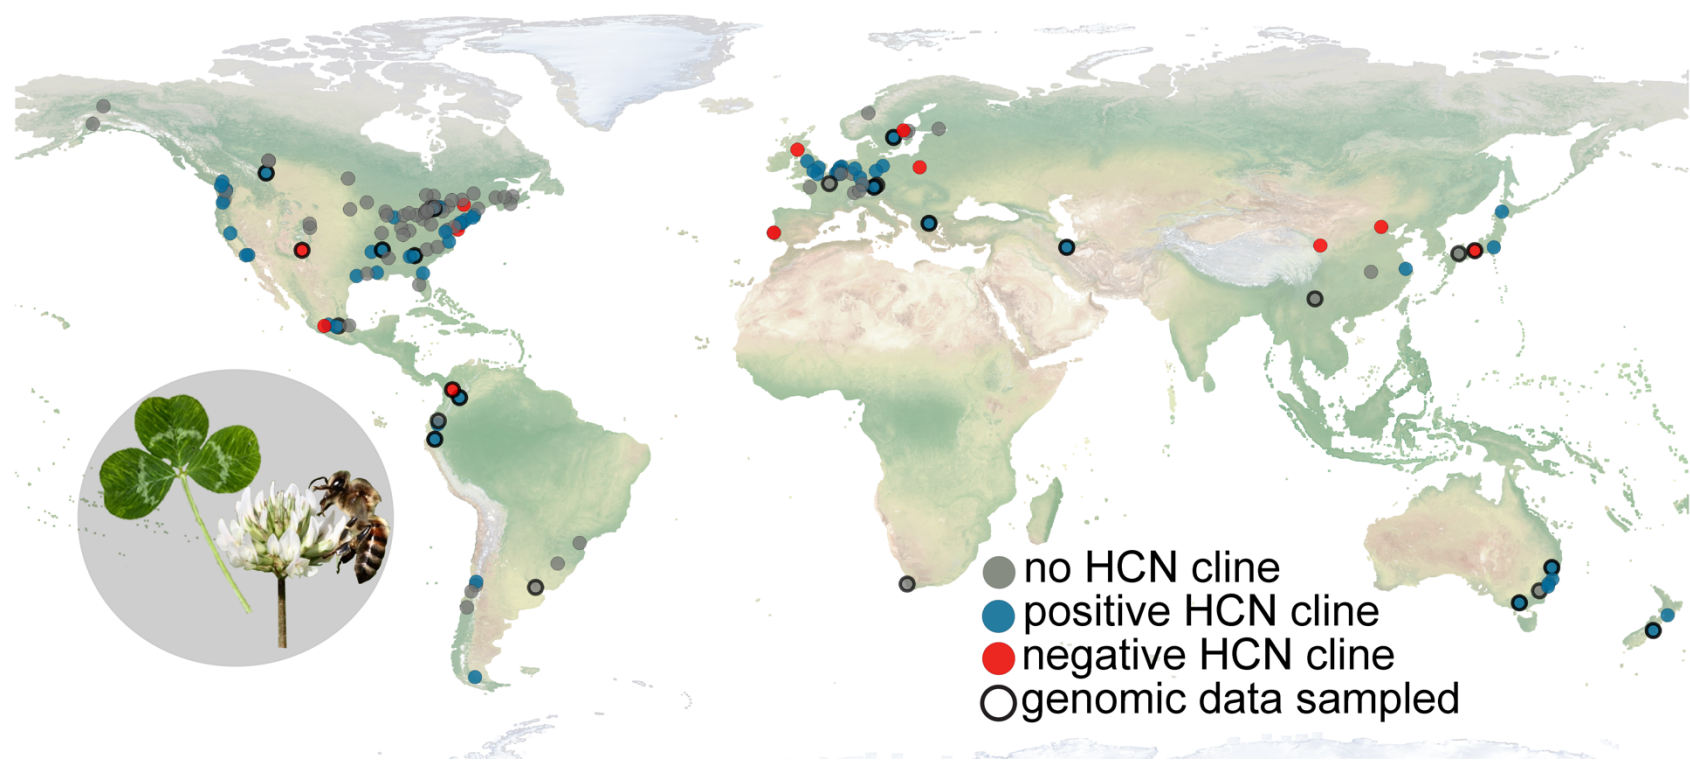 no HCN cline
positive HCN cline
negative HCN cline
genomic data sampled